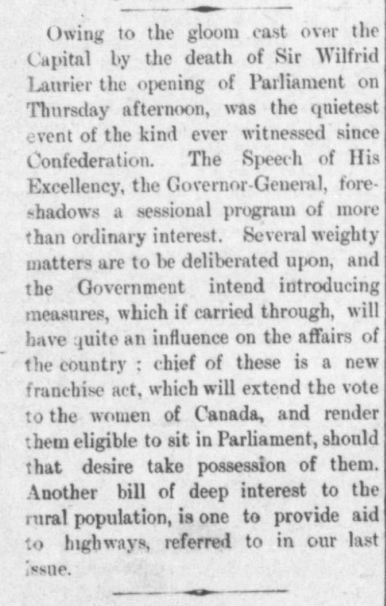 Owing to the gloom cast over the
Capital by the death of Sir Wilfrid
Laurier the opening of Parliament on
Thursday afternoon, was the quietest
event of the kind ever witnessed since
Confederation. The Speech of His
Excellency, the Governor-General, fore-
shadows a sessional program of more
than ordinary interest. Several weighty
matters are to be deliberated upon, and
the Government intend introducing
measures, which if carried through, will
have quite an influence on the affairs of
the country ; chief of these is a new
franchise act, which will extend the vote
to the women of Canada, and render
them eligible to sit in Parliament, should
that desire take possession of them.
Another bill of deep interest to the
rural population, is one to provide aid
to highways, referred to in our last
issue.